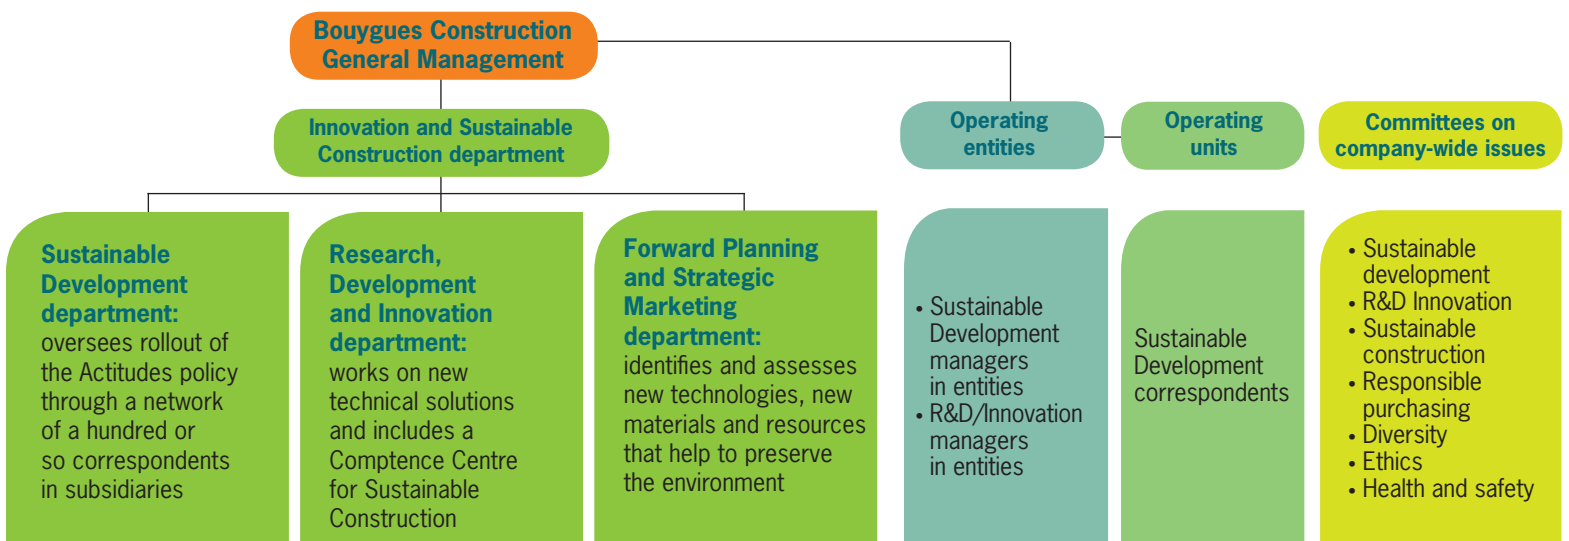 Bouygues Construction
General Management
Innovation and Sustainable
Construction department
Operating
entities
Operating
units
Committees on
company-wide issues
Sustainable
Development
department:
oversees rollout of
the Actitudes policy
through a network
of a hundred or
so correspondents
in subsidiaries
Research,
Development
and Innovation
department:
works on new
technical solutions
and includes a
Comptence Centre
for Sustainable
Construction
Forward Planning
and Strategic
Marketing
department:
identifies and assesses
new technologies, new
materials and resources
that help to preserve
the environment
• Sustainable
Development
managers
in entities
• R&D/Innovation
managers
in entities
Sustainable
Development
correspondents
• Sustainable
development
• R&D Innovation
• Sustainable
construction
• Responsible
purchasing
• Diversity
• Ethics
• Health and safety